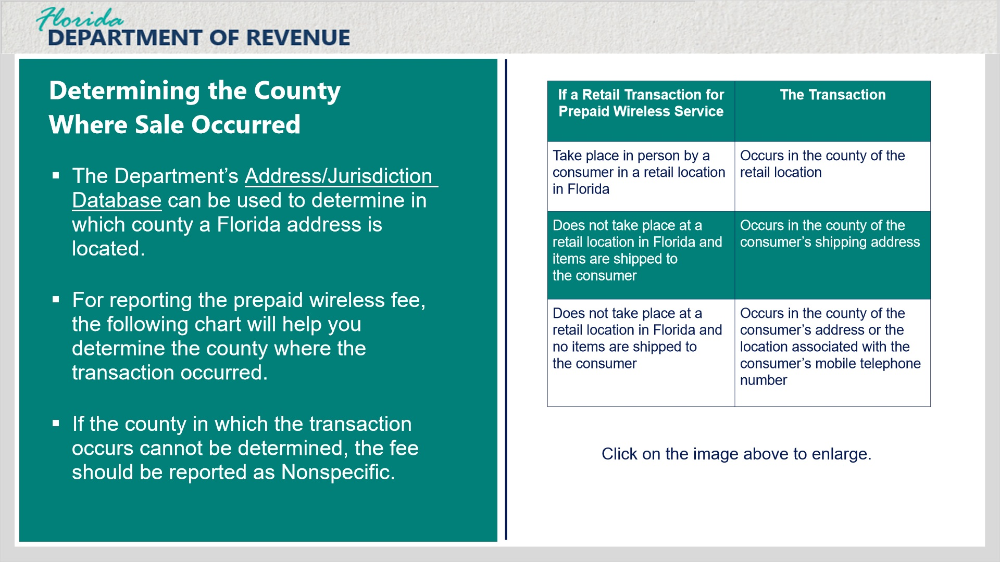 Florida
DEPARTMENT OF REVENUE
Determining the County
Where Sale Occurred
▪ The Department’s Address/Jurisdiction
Database can be used to determine in
which county a Florida address is
located.
▪ For reporting the prepaid wireless fee,
the following chart will help you
determine the county where the
transaction occurred.
▪ If the county in which the transaction
occurs cannot be determined, the fee
should be reported as Nonspecific.
If a Retail Transaction for
Prepaid Wireless Service
The Transaction
Take place in person by a
consumer in a retail location
in Florida
Occurs in the county of the
retail location
Does not take place at a
retail location in Florida and
items are shipped to
the consumer
Occurs in the county of the
consumer’s shipping address
Does not take place at a
retail location in Florida and
no items are shipped to
the consumer
Occurs in the county of the
consumer’s address or the
location associated with the
consumer’s mobile telephone
number
Click on the image above to enlarge.